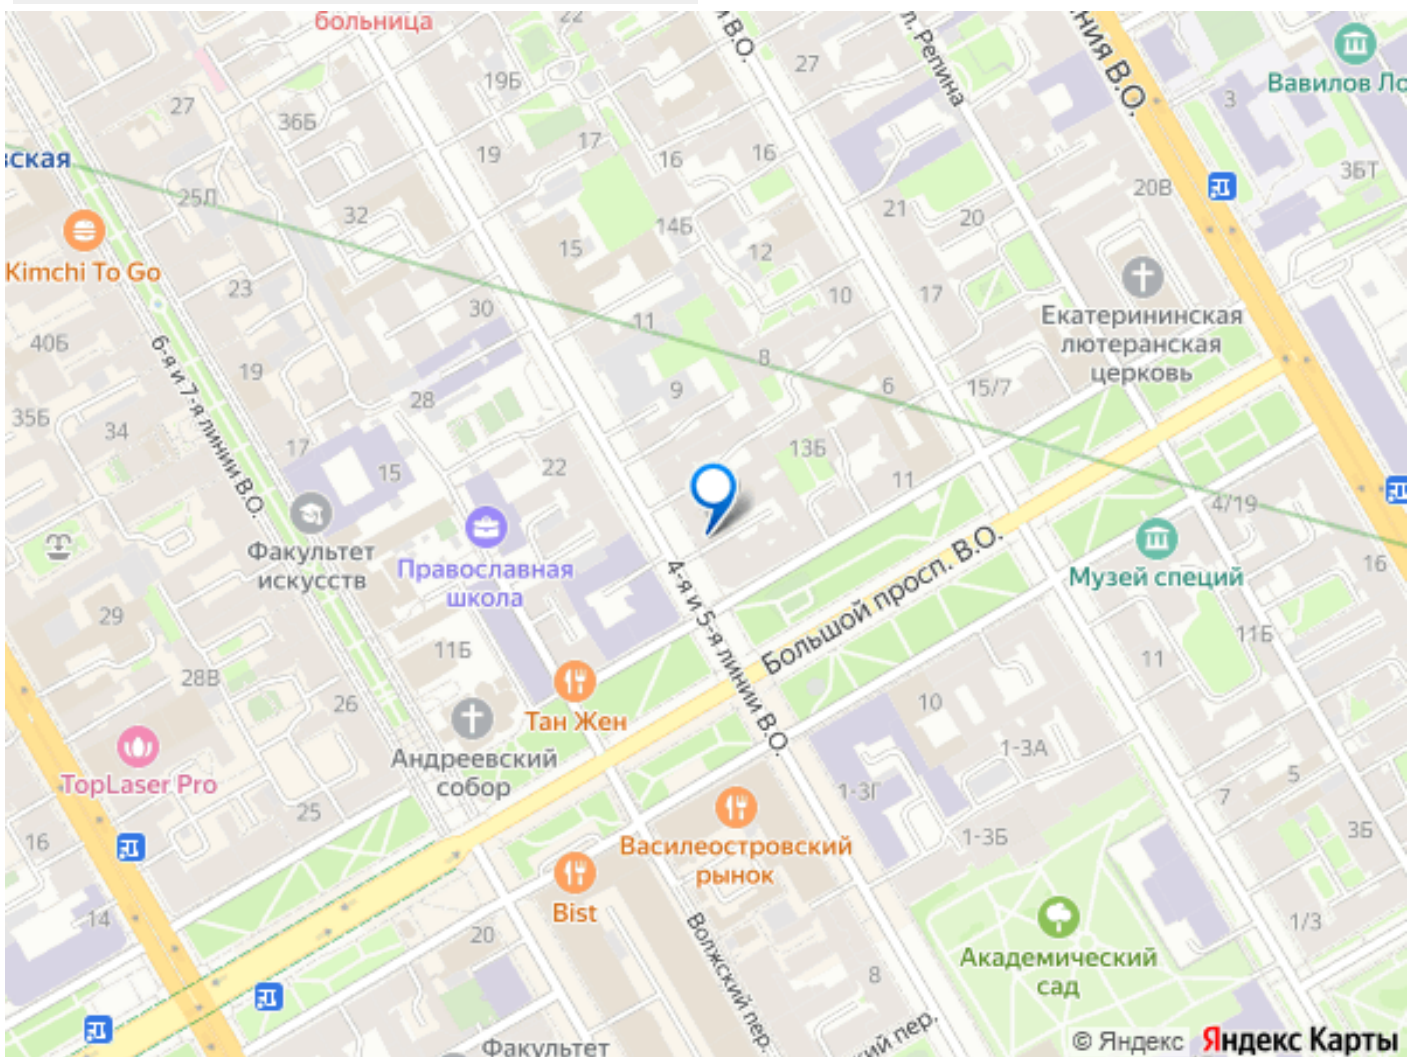 больница
22
В.О.
27
л. Репина
НИЯ В.О.
Вавилов Ло
3
19Б
27
36Б
17
19
16
16
3БТ
ская
25Л
32
20В
14Б
21
20
15
12
Kimchi To Go
23
30
10
17
11
Екатерининская
лютеранская
церковь
40Б
6-я и 7-я линии В.О.
19
8
9
6
15/7
28
35Б
34
17
15
22
13Б
11
4/19
Факультет
искусств
Православная
школа
4-я и 5-я линии В.О.
Большой просп. В.О.
Музей специй
16
29
11Б
11Б
11
28В
26
10
Тан Жен
Андреевский
собор
TopLaser Pro
1-3А
5
7
1-3Г
25
16
Василеостровский
рынок
1-3Б
3Б
Bist
14
20
Волжский пер.
1/3
Академический
сад
8
кий пер.
Факультет
© Яндекс Яндекс Карты